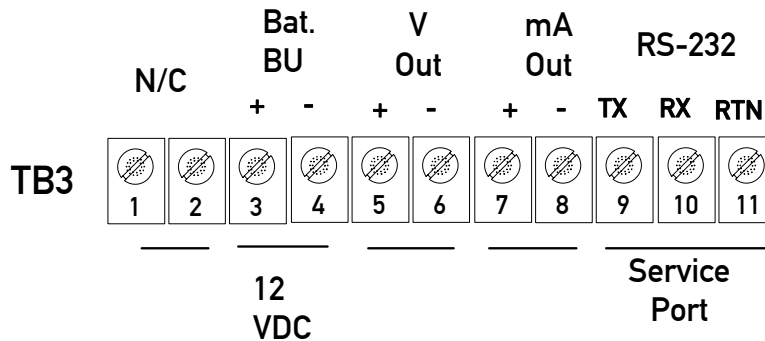 Bat. V mA
BU Out Out RS-232
N/C
+ - + - + - TX RX RTN
TB3
1 2 3 4 5 6 7 8 9 10 11
12 Service
VDC Port